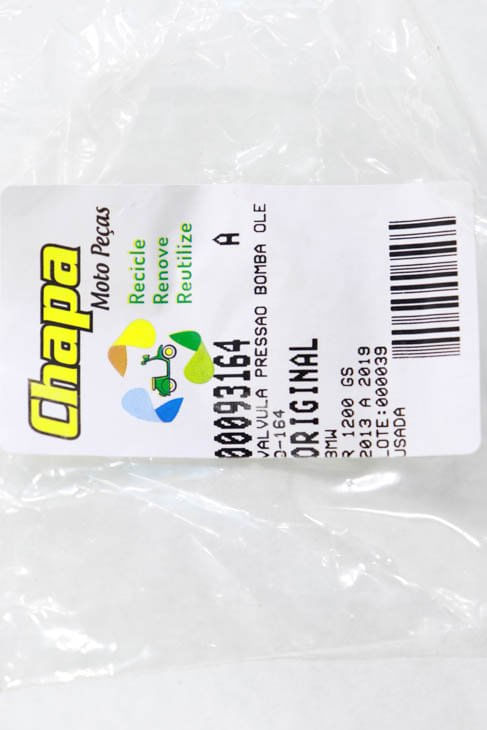 Chapa
Moto Peças
Recicle
Renove
Reutilize
00093164 A
VALVULA PRESSAO BOMBA OLE
O-164
ORIGINAL
BMW
R 1200 GS
2013 A 2019
LOTE:000039
USADA